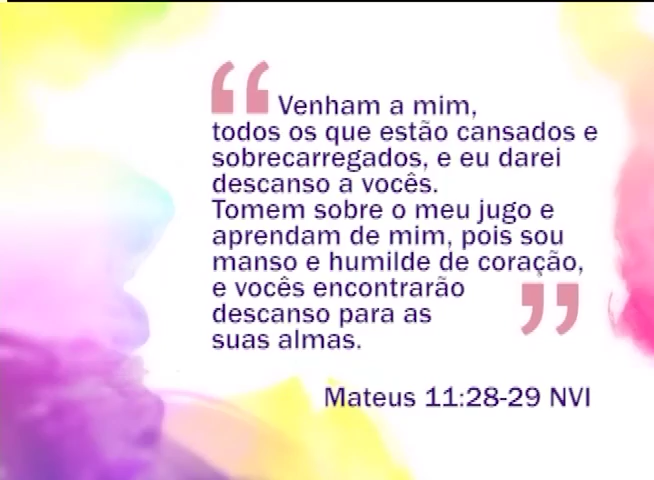 “Venham a mim,
todos os que estão cansados e
sobrecarregados, e eu darei
descanso a vocês.
Tomem sobre o meu jugo e
aprendam de mim, pois sou
manso e humilde de coração,
e vocês encontrarão
descanso para as
suas almas.”
Mateus 11:28-29 NVI